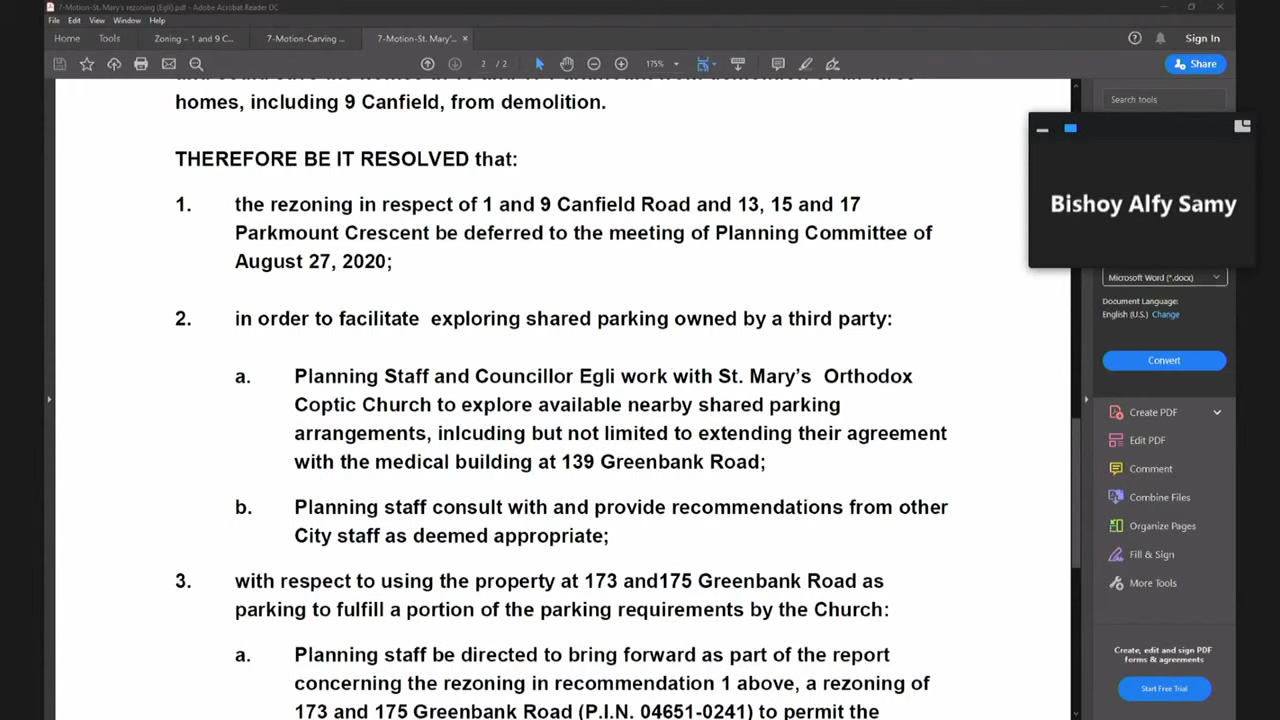 7-Motion-St. Mary's rezoning (Egli).pdf - Adobe Acrobat Reader DC
File Edit View Window Help
Home Tools Zoning – 1 and 9 C... 7-Motion-Carving ... 7-Motion-St. Mary'... × Sign In
2 / 2 175% Share
homes, including 9 Canfield, from demolition.
THEREFORE BE IT RESOLVED that:
1. the rezoning in respect of 1 and 9 Canfield Road and 13, 15 and 17
Parkmount Crescent be deferred to the meeting of Planning Committee of
August 27, 2020;
2. in order to facilitate exploring shared parking owned by a third party:
a. Planning Staff and Councillor Egli work with St. Mary's Orthodox
Coptic Church to explore available nearby shared parking
arrangements, inlcuding but not limited to extending their agreement
with the medical building at 139 Greenbank Road;
b. Planning staff consult with and provide recommendations from other
City staff as deemed appropriate;
3. with respect to using the property at 173 and175 Greenbank Road as
parking to fulfill a portion of the parking requirements by the Church:
a. Planning staff be directed to bring forward as part of the report
concerning the rezoning in recommendation 1 above, a rezoning of
173 and 175 Greenbank Road (P.I.N. 04651-0241) to permit the
Search tools
Bishoy Alfy Samy
Microsoft Word (*.docx)
Document Language:
English (U.S.) Change
Convert
Create PDF
Edit PDF
Comment
Combine Files
Organize Pages
Fill & Sign
More Tools
Create, edit and sign PDF
forms & agreements
Start Free Trial